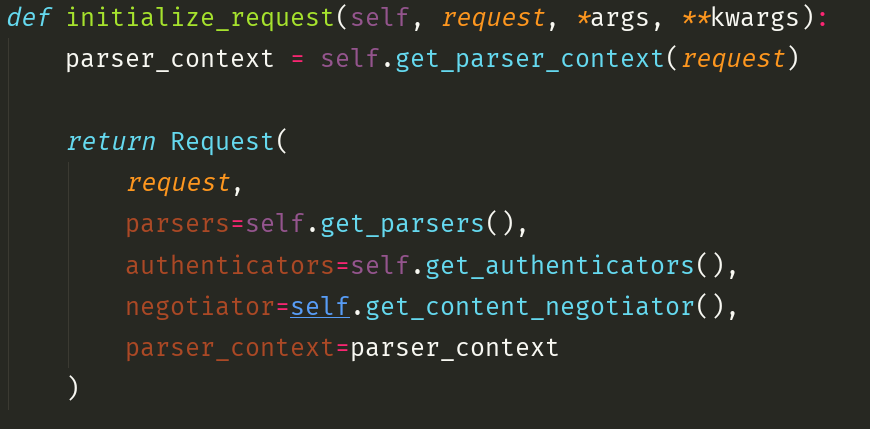 def initialize_request(self, request, *args, **kwargs):
    parser_context = self.get_parser_context(request)

    return Request(
        request,
        parsers=self.get_parsers(),
        authenticators=self.get_authenticators(),
        negotiator=self.get_content_negotiator(),
        parser_context=parser_context
    )